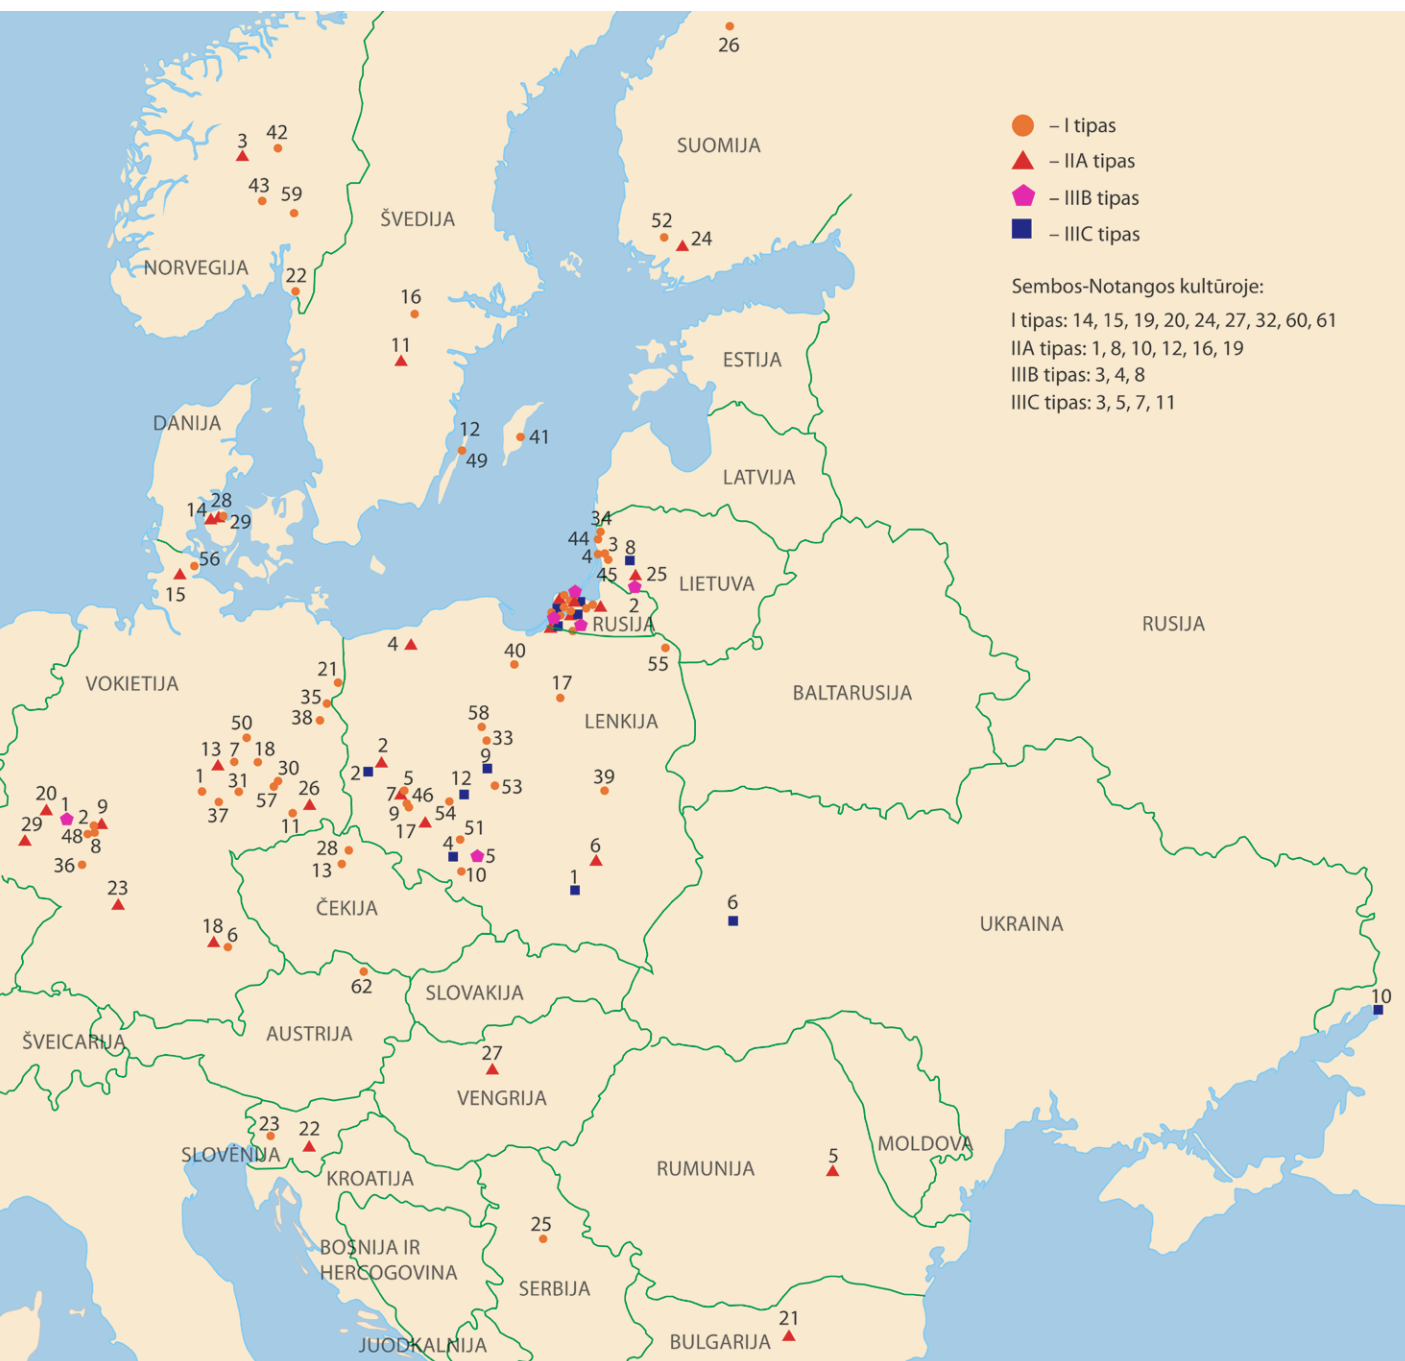 26
SUOMIJA
– I tipas
– IIA tipas
– IIIB tipas
– IIIC tipas
Sembos-Notangos kultūroje:
I tipas: 14, 15, 19, 20, 24, 27, 32, 60, 61
IIA tipas: 1, 8, 10, 12, 16, 19
IIIB tipas: 3, 4, 8
IIIC tipas: 3, 5, 7, 11
3
42
43
59
52
24
ŠVEDIJA
NORVEGIJA
22
16
11
ESTIJA
DANIJA
12
49
41
LATVIJA
14
28
29
34
44
3
8
4
45
25
56
15
LIETUVA
2
RUSIJA
RUSIJA
4
40
55
VOKIETIJA
21
17
BALTARUSIJA
35
38
58
33
LENKIJA
50
13
7
18
2
2
9
1
31
30
57
26
5
7
46
9
12
53
39
37
11
17
54
20
1
2
9
29
48
8
36
51
4
5
10
6
28
13
1
23
ČEKIJA
6
UKRAINA
18
6
62
SLOVAKIJA
10
ŠVEICARIJA
AUSTRIJA
27
VENGRIJA
23
22
SLOVĖNIJA
MOLDOVA
5
RUMUNIJA
KROATIJA
25
BOSNIJA IR
HERCOGOVINA
SERBIJA
21
BULGARIJA
JUODKALNIJA